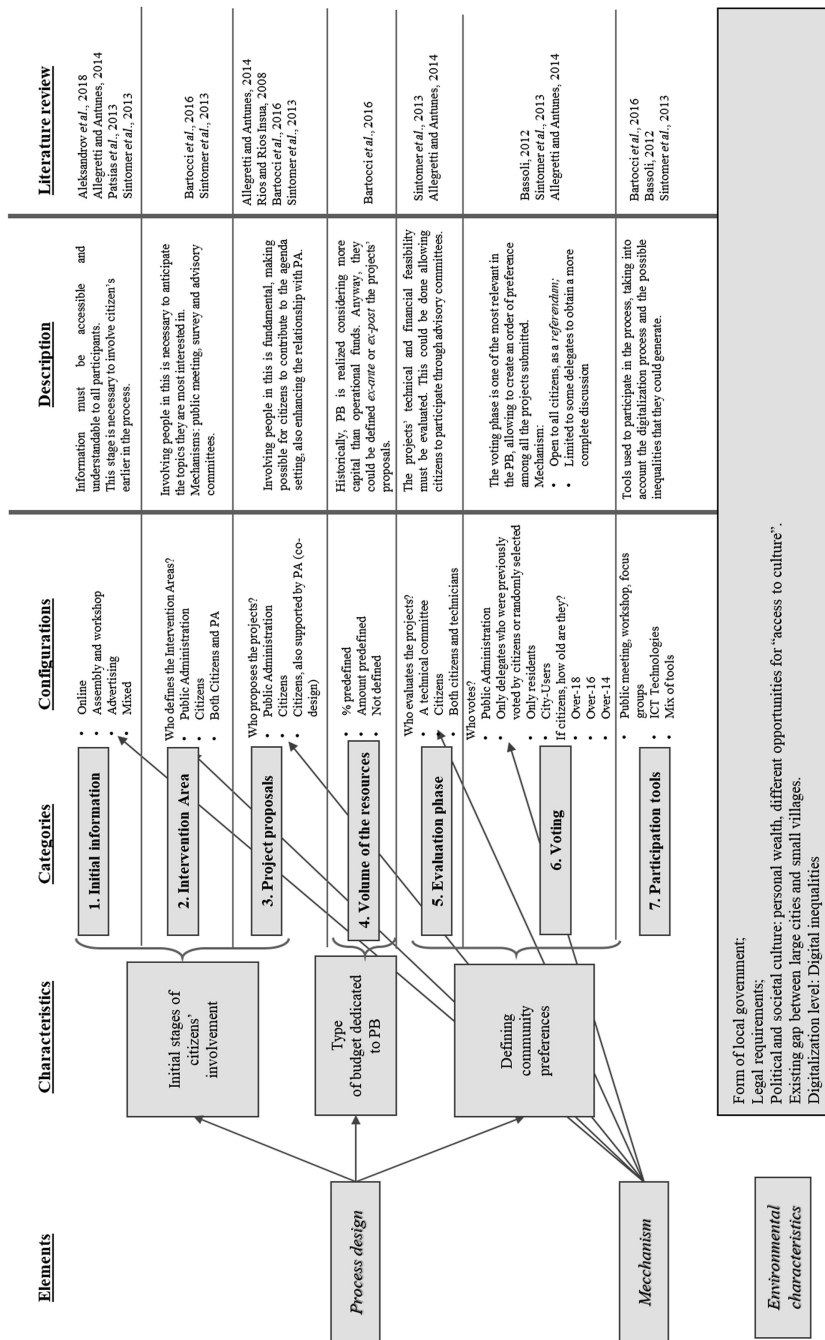 Elements
Characteristics
Categories
Configurations
Description
Literature review
Process design
Mecchanism
Environmental
characteristics
Initial stages of
citizens’
involvement
Type
of budget dedicated
to PB
Defining
community
preferences
1. Initial information
• Online
• Assembly and workshop
• Advertising
• Mixed
Information must be accessible and
understandable to all participants.
This stage is necessary to involve citizen’s
earlier in the process.
Aleksandrov et al., 2018
Allegretti and Antunes, 2014
Patsias et al., 2013
Sintomer et al., 2013
2. Intervention Area
Who defines the Intervention Areas?
• Public Administration
• Citizens
• Both Citizens and PA
Involving people in this is necessary to anticipate
the topics they are most interested in.
Mechanisms: public meeting, survey and advisory
committees.
Bartocci et al., 2016
Sintomer et al., 2013
3. Project proposals
Who proposes the projects?
• Public Administration
• Citizens
• Citizens, also supported by PA (co-
design)
Involving people in this is fundamental, making
possible for citizens to contribute to the agenda
setting, also enhancing the relationship with PA.
Allegretti and Antunes, 2014
Rios and Rios Insua, 2008
Bartocci et al., 2016
Sintomer et al., 2013
4. Volume of the resources
• % predefined
• Amount predefined
• Not defined
Historically, PB is realized considering more
capital than operational funds. Anyway, they
could be defined ex-ante or ex-post the projects’
proposals.
Bartocci et al., 2016
5. Evaluation phase
Who evaluates the projects?
• A technical committee
• Citizens
• Both citizens and technicians
The projects’ technical and financial feasibility
must be evaluated. This could be done allowing
citizens to participate through advisory committees.
Sintomer et al., 2013
Allegretti and Antunes, 2014
6. Voting
Who votes?
• Public Administration
• Only delegates who were previously
voted by citizens or randomly selected
• Only residents
• City-Users
If citizens, how old are they?
• Over-18
• Over-16
• Over-14
The voting phase is one of the most relevant in
the PB, allowing to create an order of preference
among all the projects submitted.
Mechanism:
• Open to all citizens, as a referendum;
• Limited to some delegates to obtain a more
complete discussion
Bassoli, 2012
Sintomer et al., 2013
Allegretti and Antunes, 2014
7. Participation tools
• Public meeting, workshop, focus
groups
• ICT Technologies
• Mix of tools
Tools used to participate in the process, taking into
account the digitalization process and the possible
inequalities that they could generate.
Bartocci et al., 2016
Bassoli, 2012
Sintomer et al., 2013
Form of local government;
Legal requirements;
Political and societal culture: personal wealth, different opportunities for “access to culture”.
Existing gap between large cities and small villages.
Digitalization level: Digital inequalities